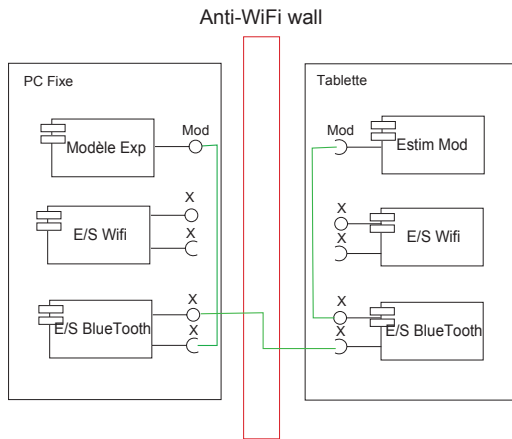 Anti-WiFi wall
PC Fixe
Tablette
Modèle Exp
Mod
Mod
Estim Mod
E/S Wifi
X
X
X
X
E/S Wifi
E/S BlueTooth
X
X
X
X
E/S BlueTooth